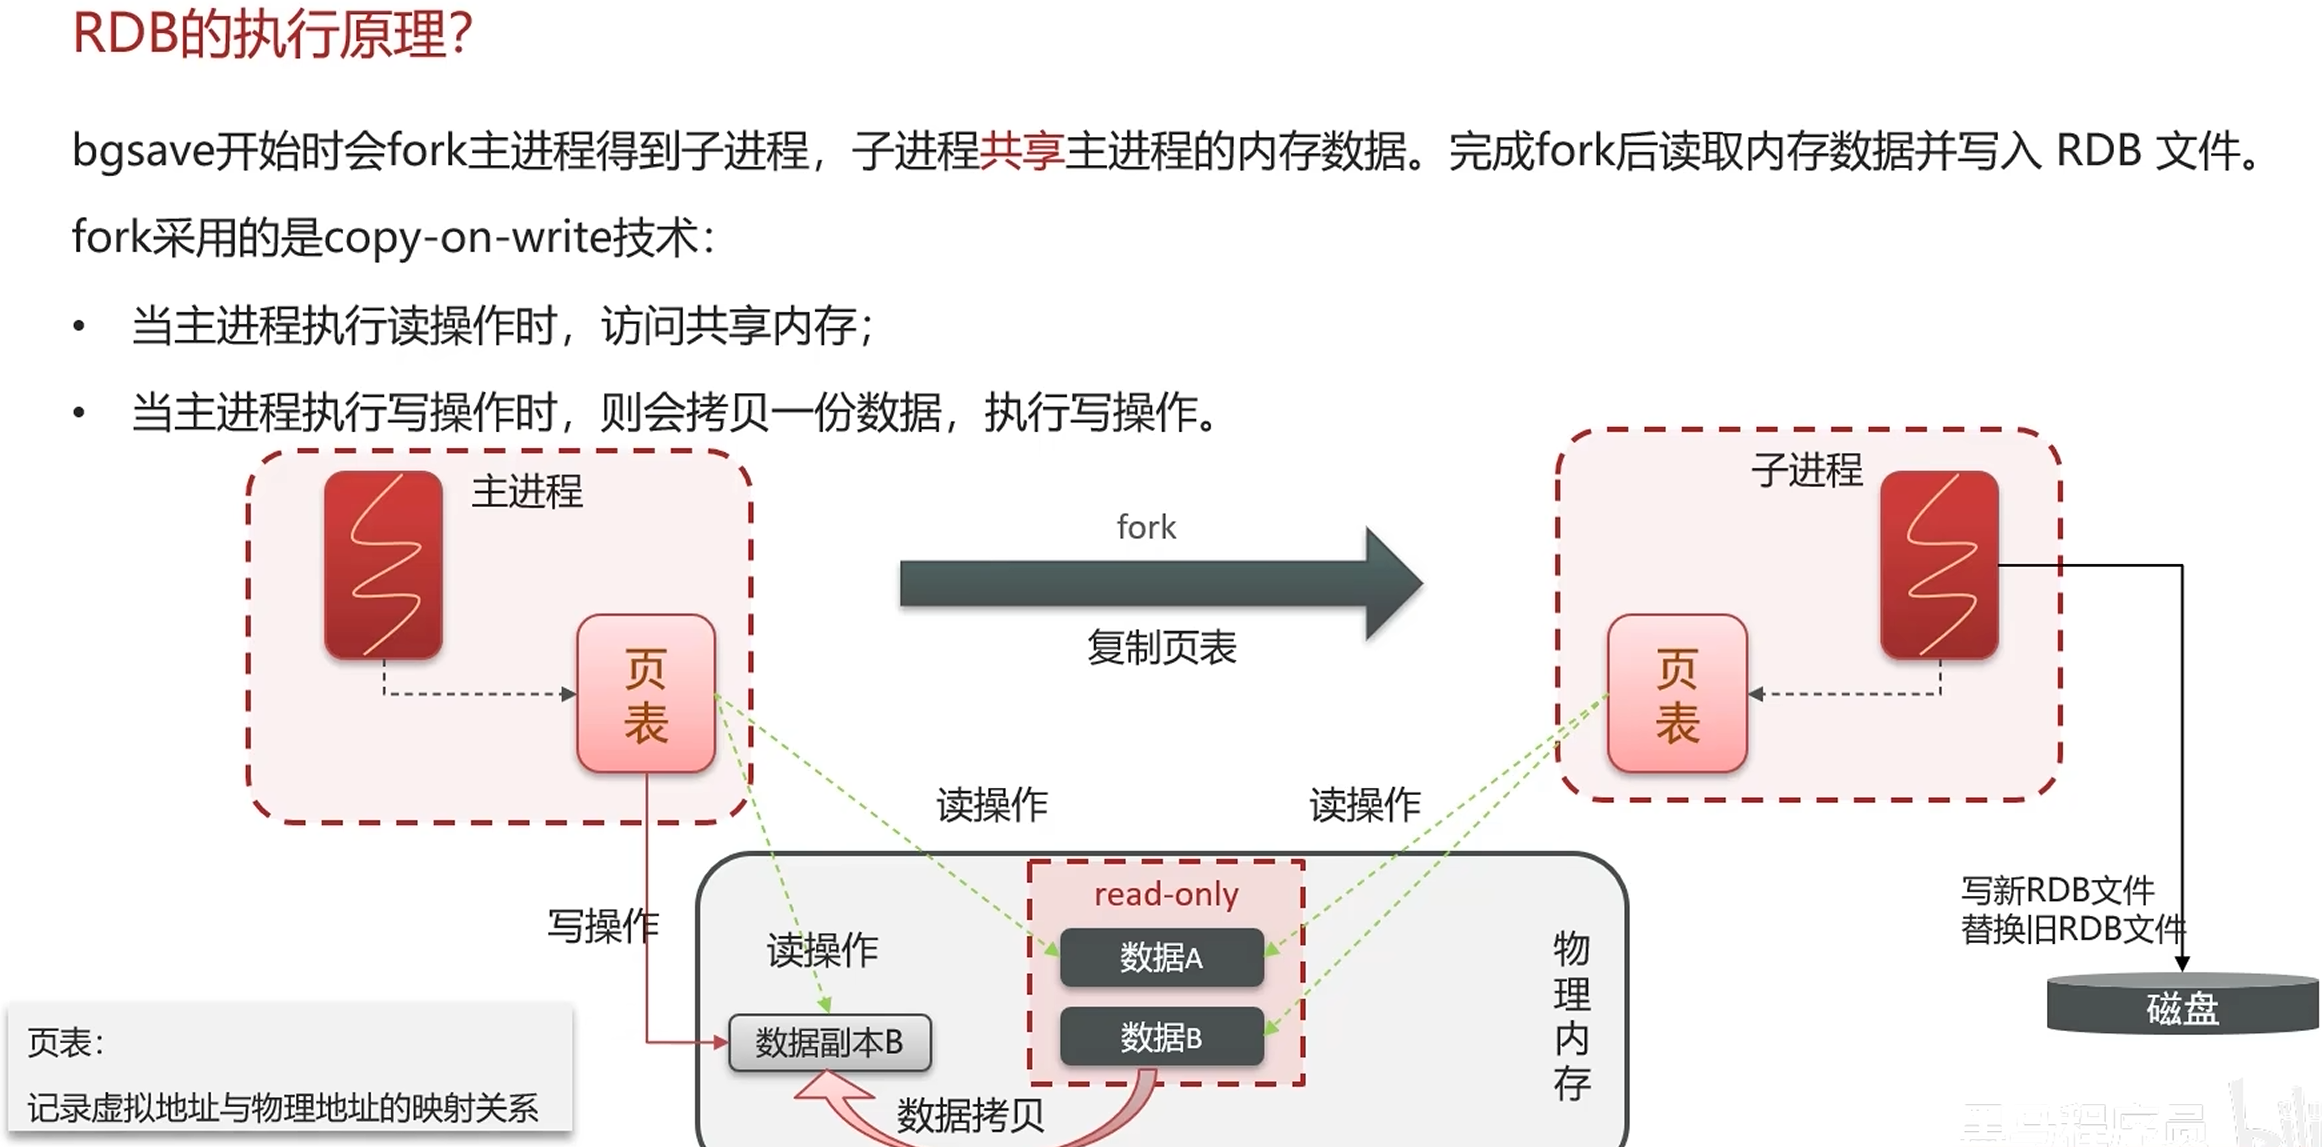 RDB的执行原理？
bgsave开始时会fork主进程得到子进程，子进程共享主进程的内存数据。完成fork后读取内存数据并写入 RDB 文件。
fork采用的是copy-on-write技术：
• 当主进程执行读操作时，访问共享内存；
• 当主进程执行写操作时，则会拷贝一份数据，执行写操作。
主进程
子进程
fork
复制页表
页
表
页
表
读操作
读操作
read-only
写操作
写新RDB文件
替换旧RDB文件
读操作
数据A
物
理
内
存
磁盘
数据副本B
数据B
页表：
记录虚拟地址与物理地址的映射关系
数据拷贝